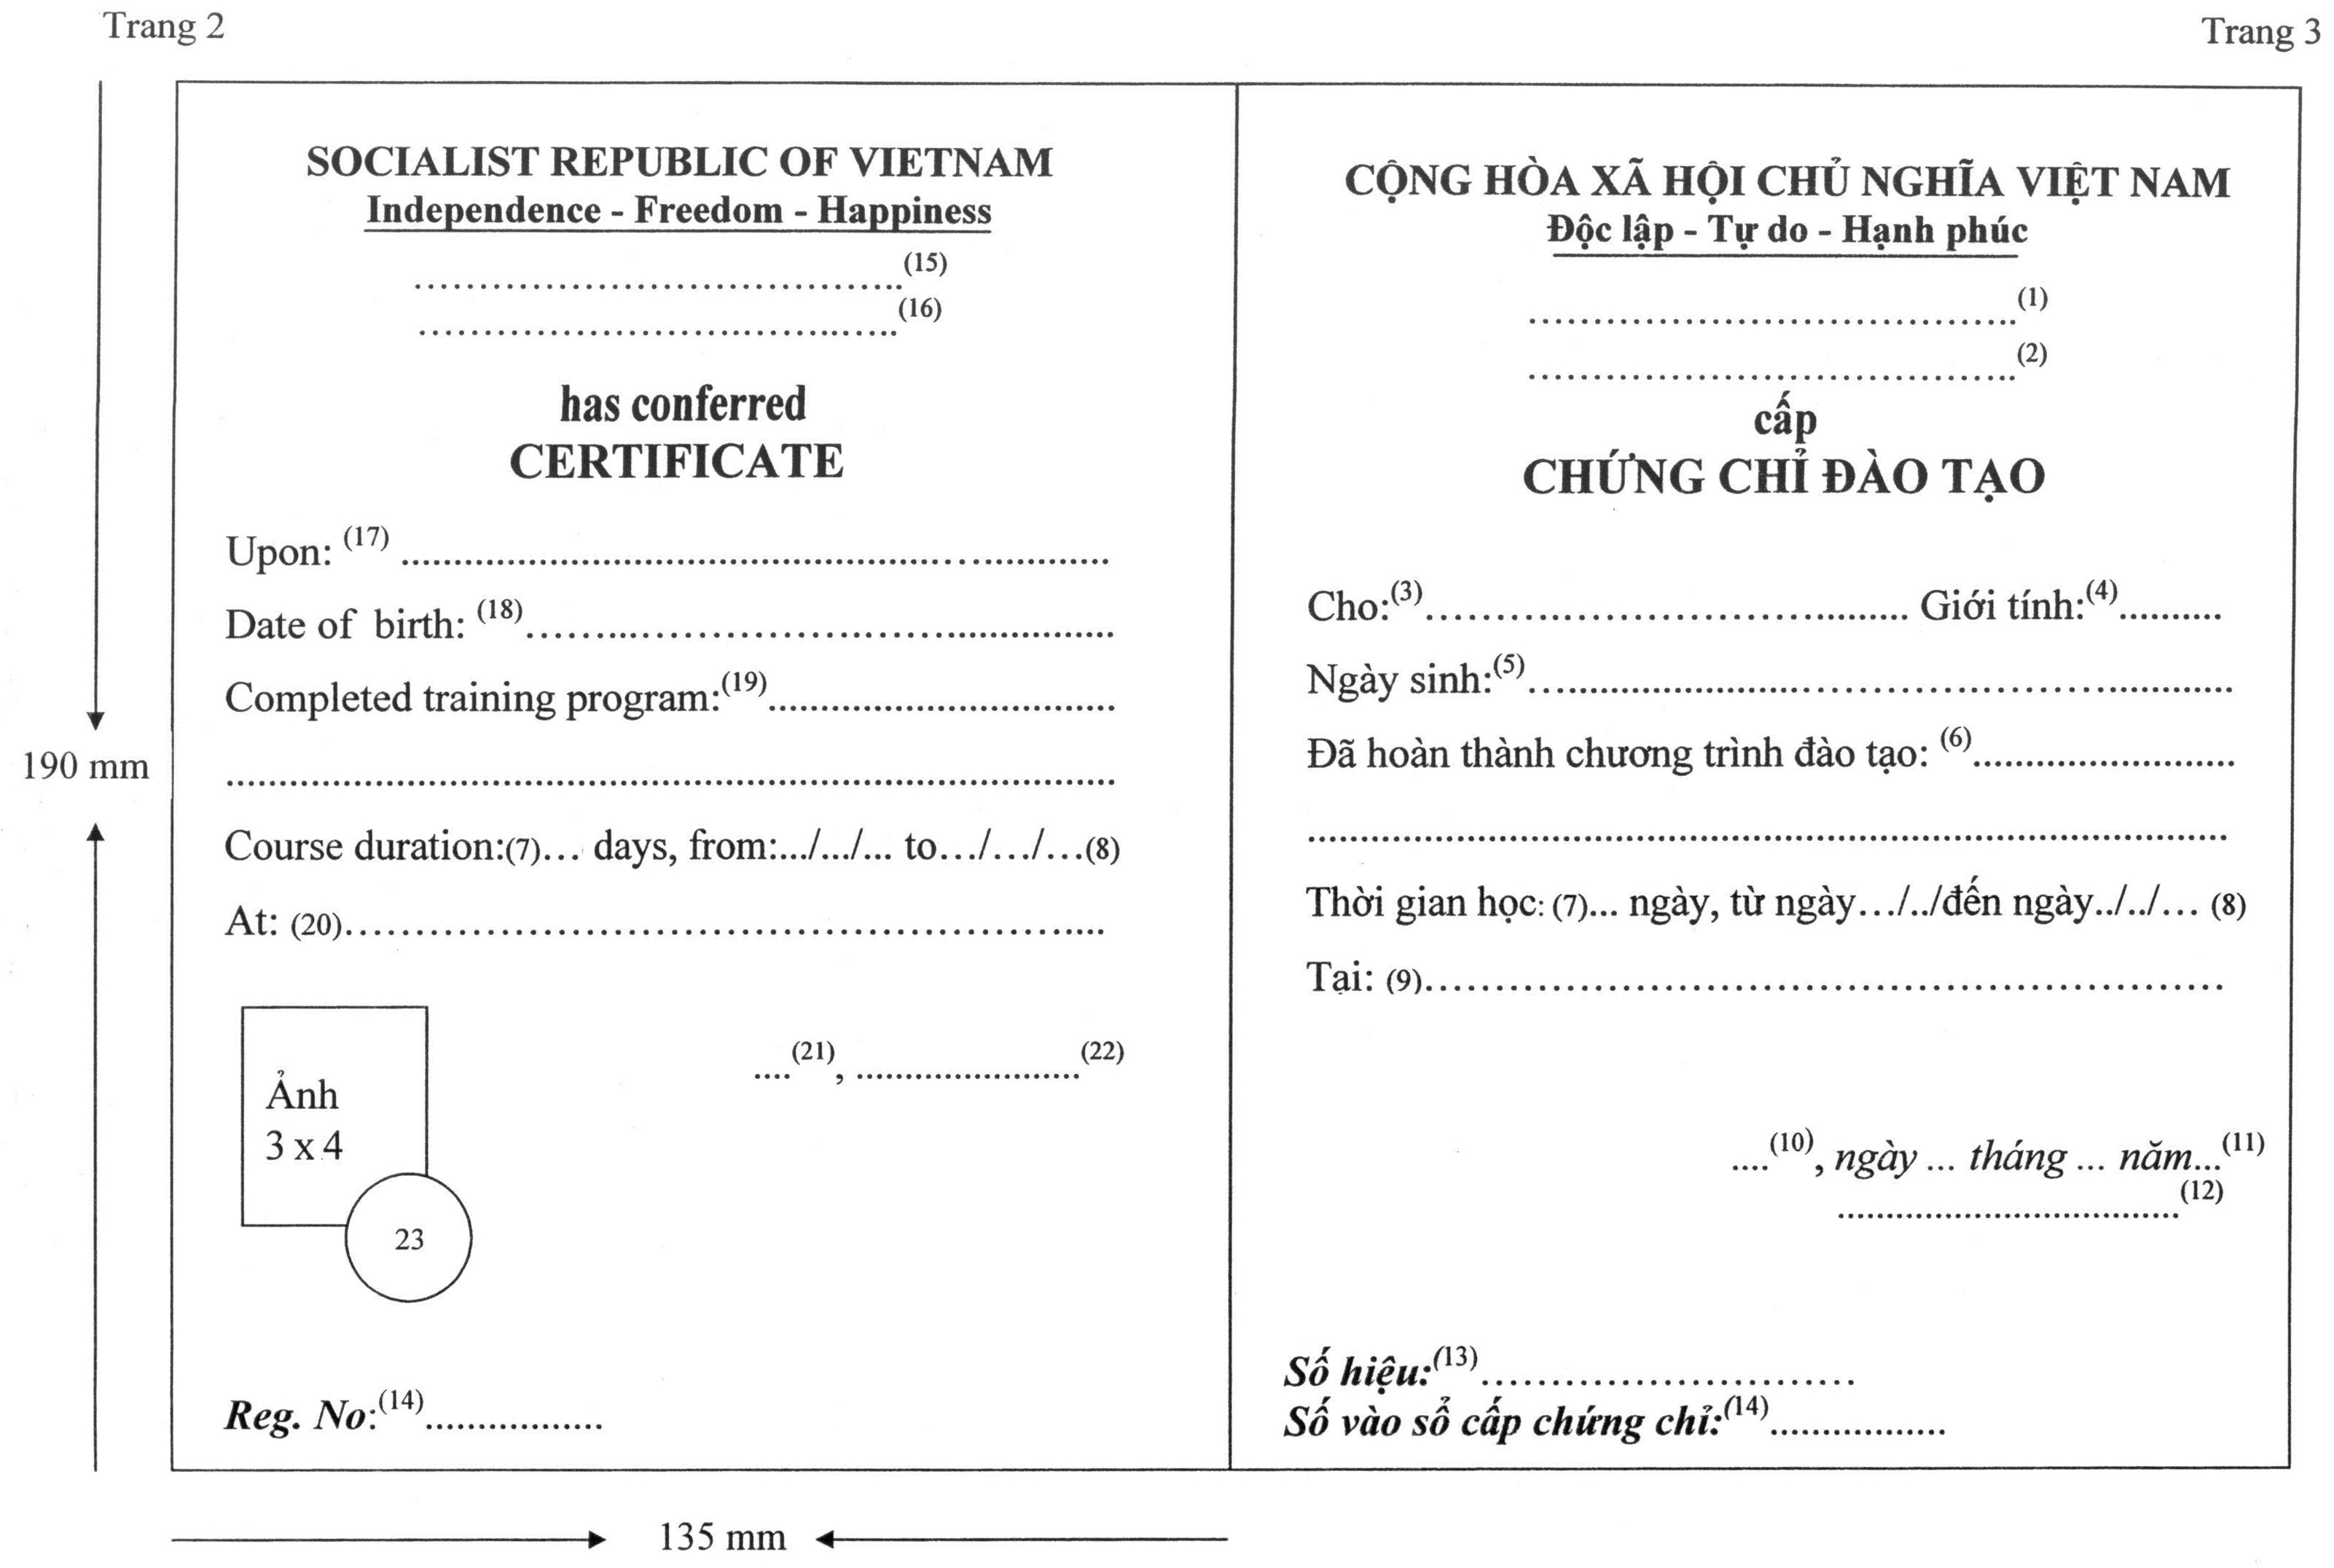 Trang 2
Trang 3
SOCIALIST REPUBLIC OF VIETNAM
Independence - Freedom - Happiness
.....................................(15)
.....................................(16)
has conferred
CERTIFICATE
Upon: (17) ..................................................................
Date of birth: (18)........................................................
Completed training program:(19).................................
.....................................................................................
Course duration:(7)... days, from:.../.../... to.../.../...(8)
At: (20)........................................................
Ảnh
3 x 4
23
....(21), .......................(22)
Reg. No:(14).................
190 mm
135 mm
CỘNG HÒA XÃ HỘI CHỦ NGHĨA VIỆT NAM
Độc lập - Tự do - Hạnh phúc
.....................................(1)
.....................................(2)
cấp
CHỨNG CHỈ ĐÀO TẠO
Cho:(3)........................................ Giới tính:(4)..........
Ngày sinh:(5)............................................................
Đã hoàn thành chương trình đào tạo: (6).........................
.....................................................................................
Thời gian học: (7)... ngày, từ ngày.../../đến ngày../../... (8)
Tại: (9)............................................................
....(10), ngày ... tháng ... năm...(11)
...................................(12)
Số hiệu:(13)...........................
Số vào sổ cấp chứng chỉ:(14).................